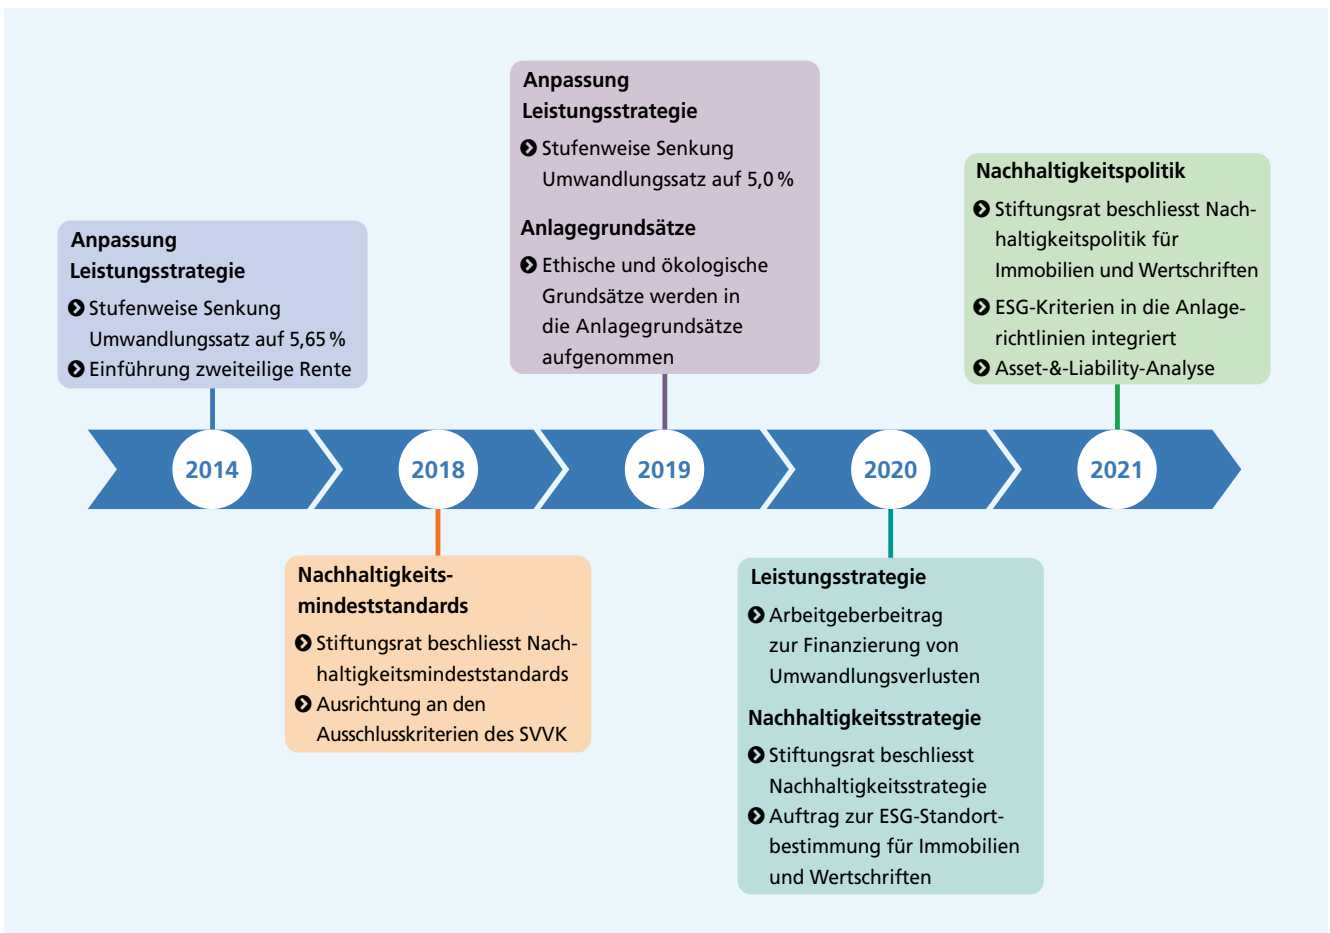 Anpassung
Leistungsstrategie
Stufenweise Senkung
Umwandlungssatz auf 5,65 %
Einführung zweiteilige Rente
Anpassung
Leistungsstrategie
Stufenweise Senkung
Umwandlungssatz auf 5,0 %
Anlagegrundsätze
Ethische und ökologische
Grundsätze werden in
die Anlagegrundsätze
aufgenommen
Nachhaltigkeitspolitik
Stiftungsrat beschliesst Nach-
haltigkeitspolitik für
Immobilien und Wertschriften
ESG-Kriterien in die Anlage-
richtlinien integriert
Asset-&-Liability-Analyse
2014
2018
2019
2020
2021
Nachhaltigkeits-
mindeststandards
Stiftungsrat beschliesst Nach-
haltigkeitsmindeststandards
Ausrichtung an den
Ausschlusskriterien des SVVK
Leistungsstrategie
Arbeitgeberbeitrag
zur Finanzierung von
Umwandlungsverlusten
Nachhaltigkeitsstrategie
Stiftungsrat beschliesst
Nachhaltigkeitsstrategie
Auftrag zur ESG-Standort-
bestimmung für Immobilien
und Wertschriften